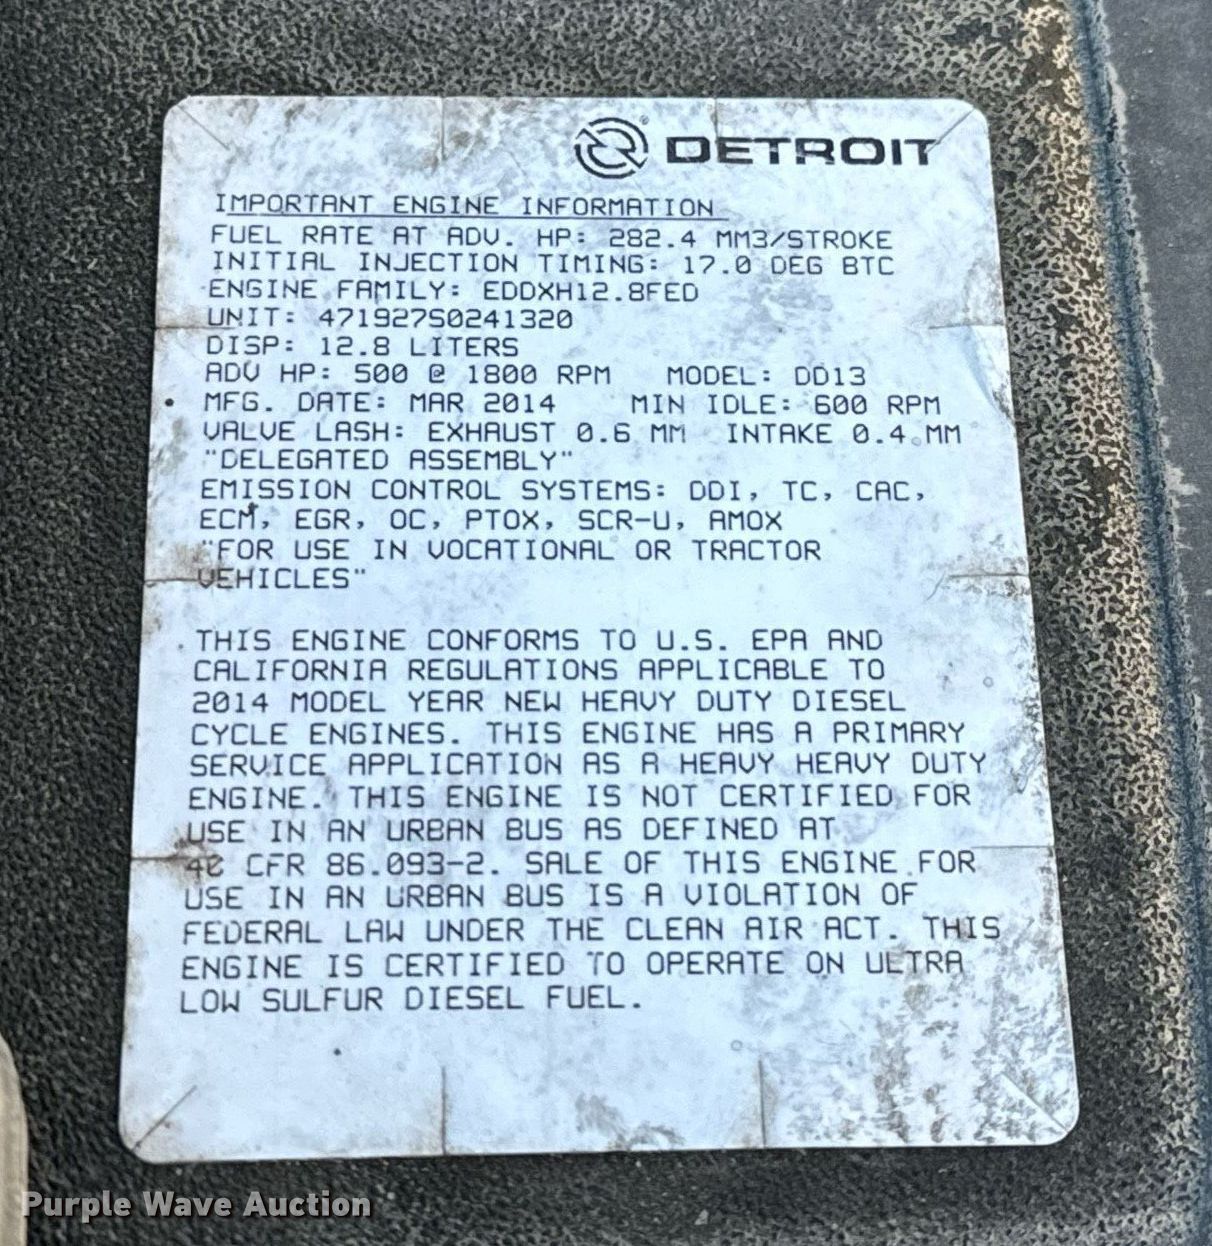 DETROIT
IMPORTANT ENGINE INFORMATION
FUEL RATE AT ADV. HP: 282.4 MM3/STROKE
INITIAL INJECTION TIMING: 17.0 DEG BTC
ENGINE FAMILY: EDDXH12.8FED
UNIT: 471927S0241320
DISP: 12.8 LITERS
ADV HP: 500 @ 1800 RPM MODEL: DD13
MFG. DATE: MAR 2014 MIN IDLE: 600 RPM
VALVE LASH: EXHAUST 0.6 MM INTAKE 0.4 MM
"DELEGATED ASSEMBLY"
EMISSION CONTROL SYSTEMS: DDI, TC, CAC,
ECM, EGR, OC, PTOX, SCR-U, AMOX
"FOR USE IN VOCATIONAL OR TRACTOR
VEHICLES"
THIS ENGINE CONFORMS TO U.S. EPA AND
CALIFORNIA REGULATIONS APPLICABLE TO
2014 MODEL YEAR NEW HEAVY DUTY DIESEL
CYCLE ENGINES. THIS ENGINE HAS A PRIMARY
SERVICE APPLICATION AS A HEAVY HEAVY DUTY
ENGINE. THIS ENGINE IS NOT CERTIFIED FOR
USE IN AN URBAN BUS AS DEFINED AT
40 CFR 86.093-2. SALE OF THIS ENGINE FOR
USE IN AN URBAN BUS IS A VIOLATION OF
FEDERAL LAW UNDER THE CLEAN AIR ACT. THIS
ENGINE IS CERTIFIED TO OPERATE ON ULTRA
LOW SULFUR DIESEL FUEL.
Purple Wave Auction